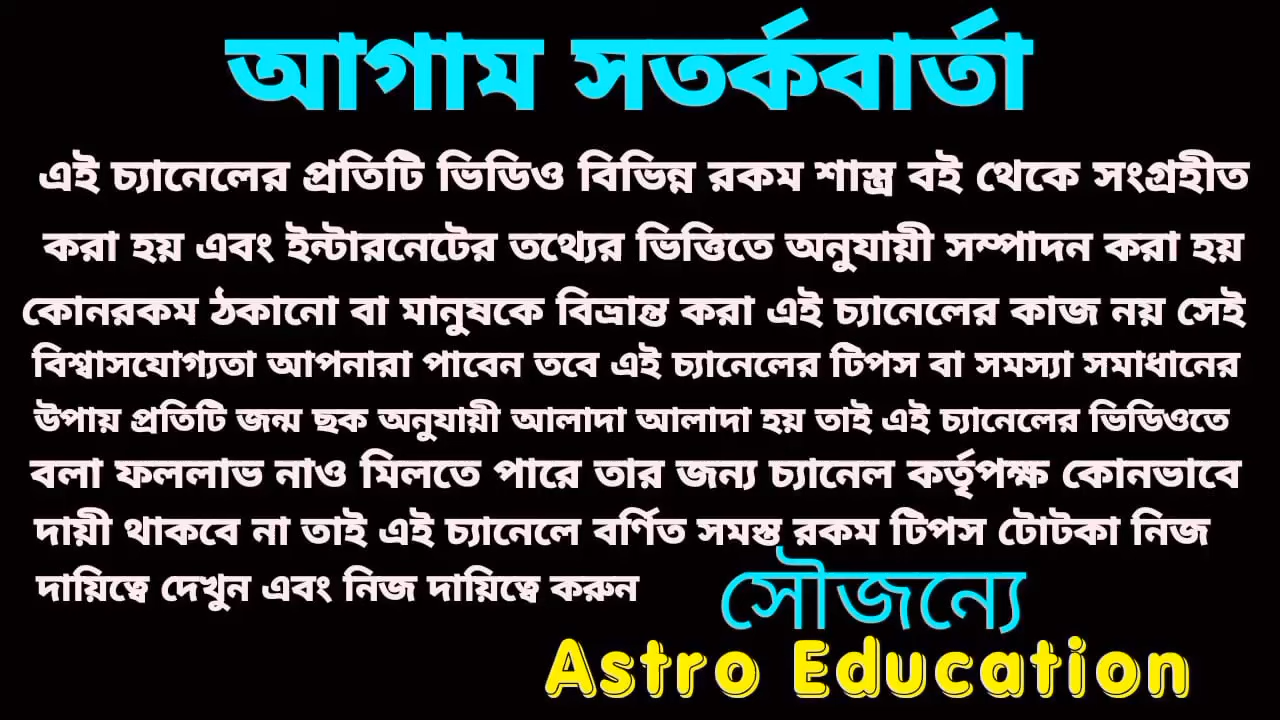 আগাম সতর্কবার্তা
এই চ্যানেলের প্রতিটি ভিডিও বিভিন্ন রকম শাস্ত্র বই থেকে সংগ্রহীত
করা হয় এবং ইন্টারনেটের তথ্যের ভিত্তিতে অনুযায়ী সম্পাদন করা হয়
কোনরকম ঠকানো বা মানুষকে বিভ্রান্ত করা এই চ্যানেলের কাজ নয় সেই
বিশ্বাসযোগ্যতা আপনারা পাবেন তবে এই চ্যানেলের টিপস বা সমস্যা সমাধানের
উপায় প্রতিটি জন্ম ছক অনুযায়ী আলাদা আলাদা হয় তাই এই চ্যানেলের ভিডিওতে
বলা ফললাভ নাও মিলতে পারে তার জন্য চ্যানেল কর্তৃপক্ষ কোনভাবে
দায়ী থাকবে না তাই এই চ্যানেলে বর্ণিত সমস্ত রকম টিপস টোটকা নিজ
দায়িত্বে দেখুন এবং নিজ দায়িত্বে করুন
সৌজন্যে
Astro Education